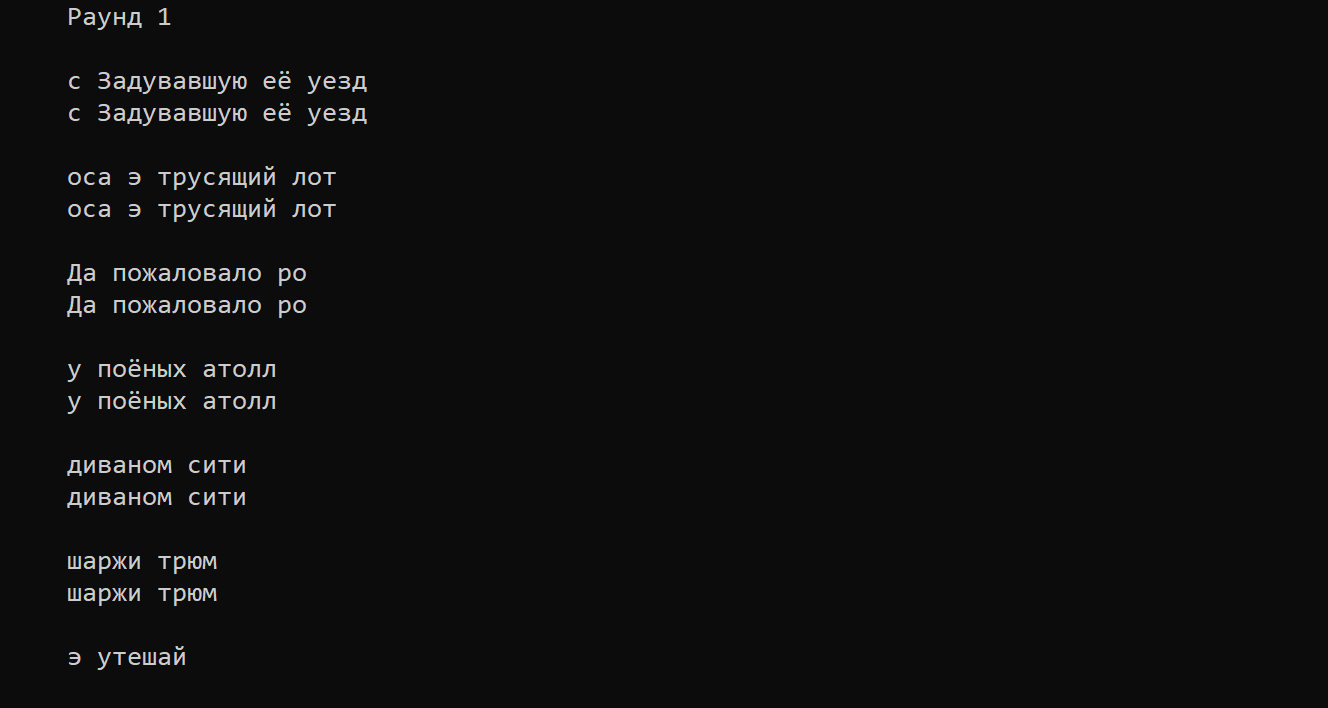 Раунд 1
с Задувавшую её уезд
с Задувавшую её уезд
оса э трусящий лот
оса э трусящий лот
Да пожаловало ро
Да пожаловало ро
у поёных атолл
у поёных атолл
диваном сити
диваном сити
шаржи трюм
шаржи трюм
э утешай